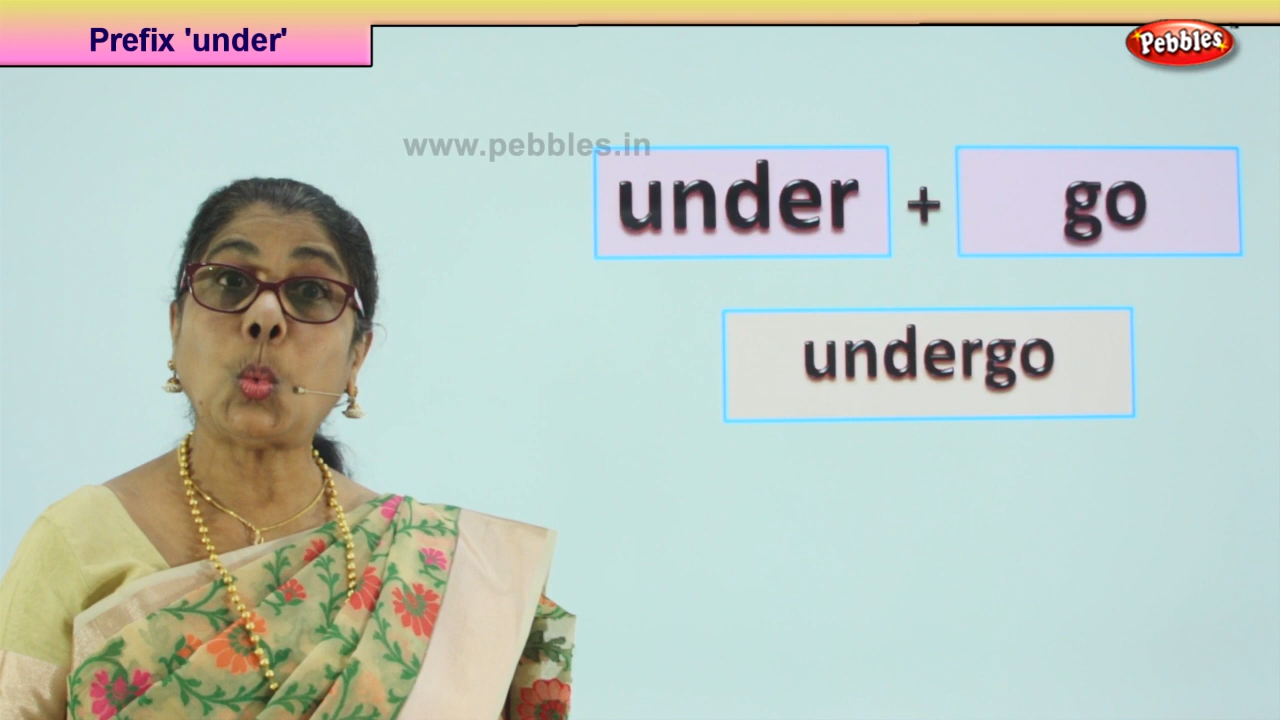 Prefix 'under'
Pebbles
www.pebbles.in
under + go
undergo